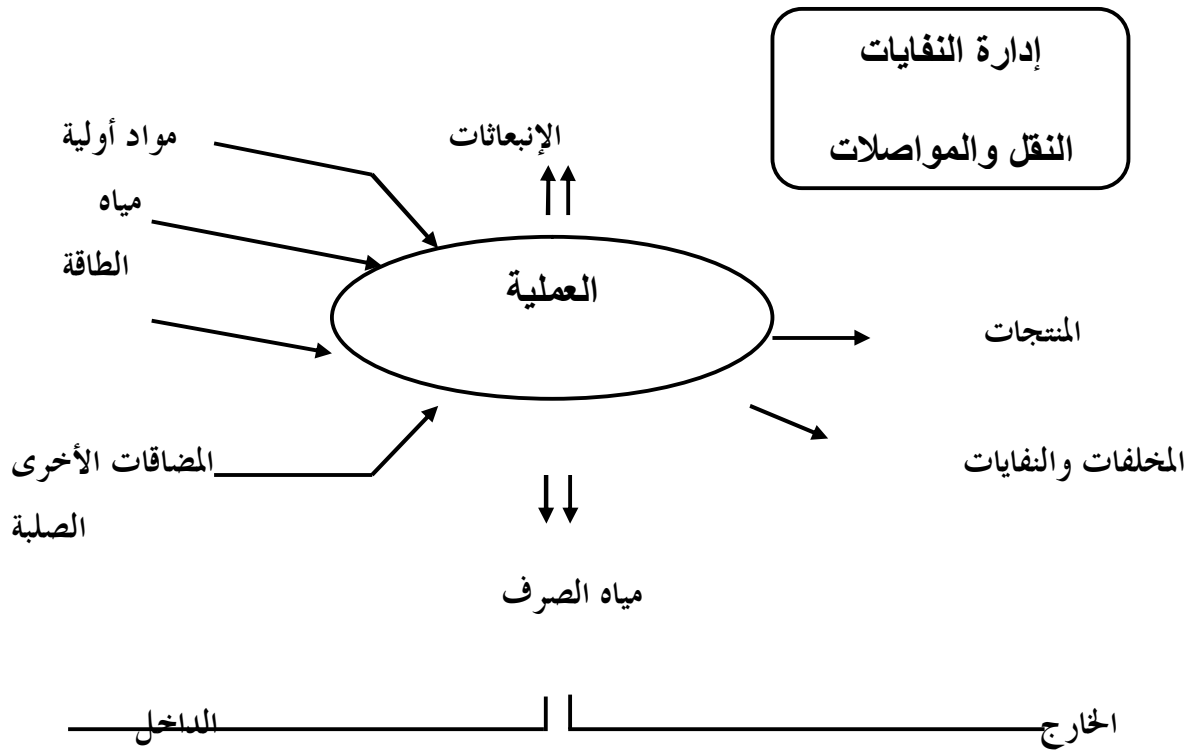 إدارة النفايات
النقل والمواصلات
مواد أولية
الإنبعاثات
مياه
الطاقة
العملية
المنتجات
المضاقات الأخرى
المخلفات والنفايات
الصلبة
مياه الصرف
الداخل
الخارج